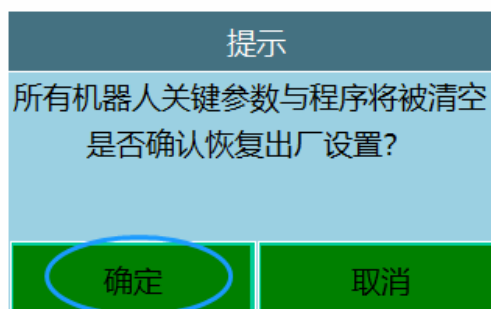 提示
所有机器人关键参数与程序将被清空
是否确认恢复出厂设置?
确定
取消